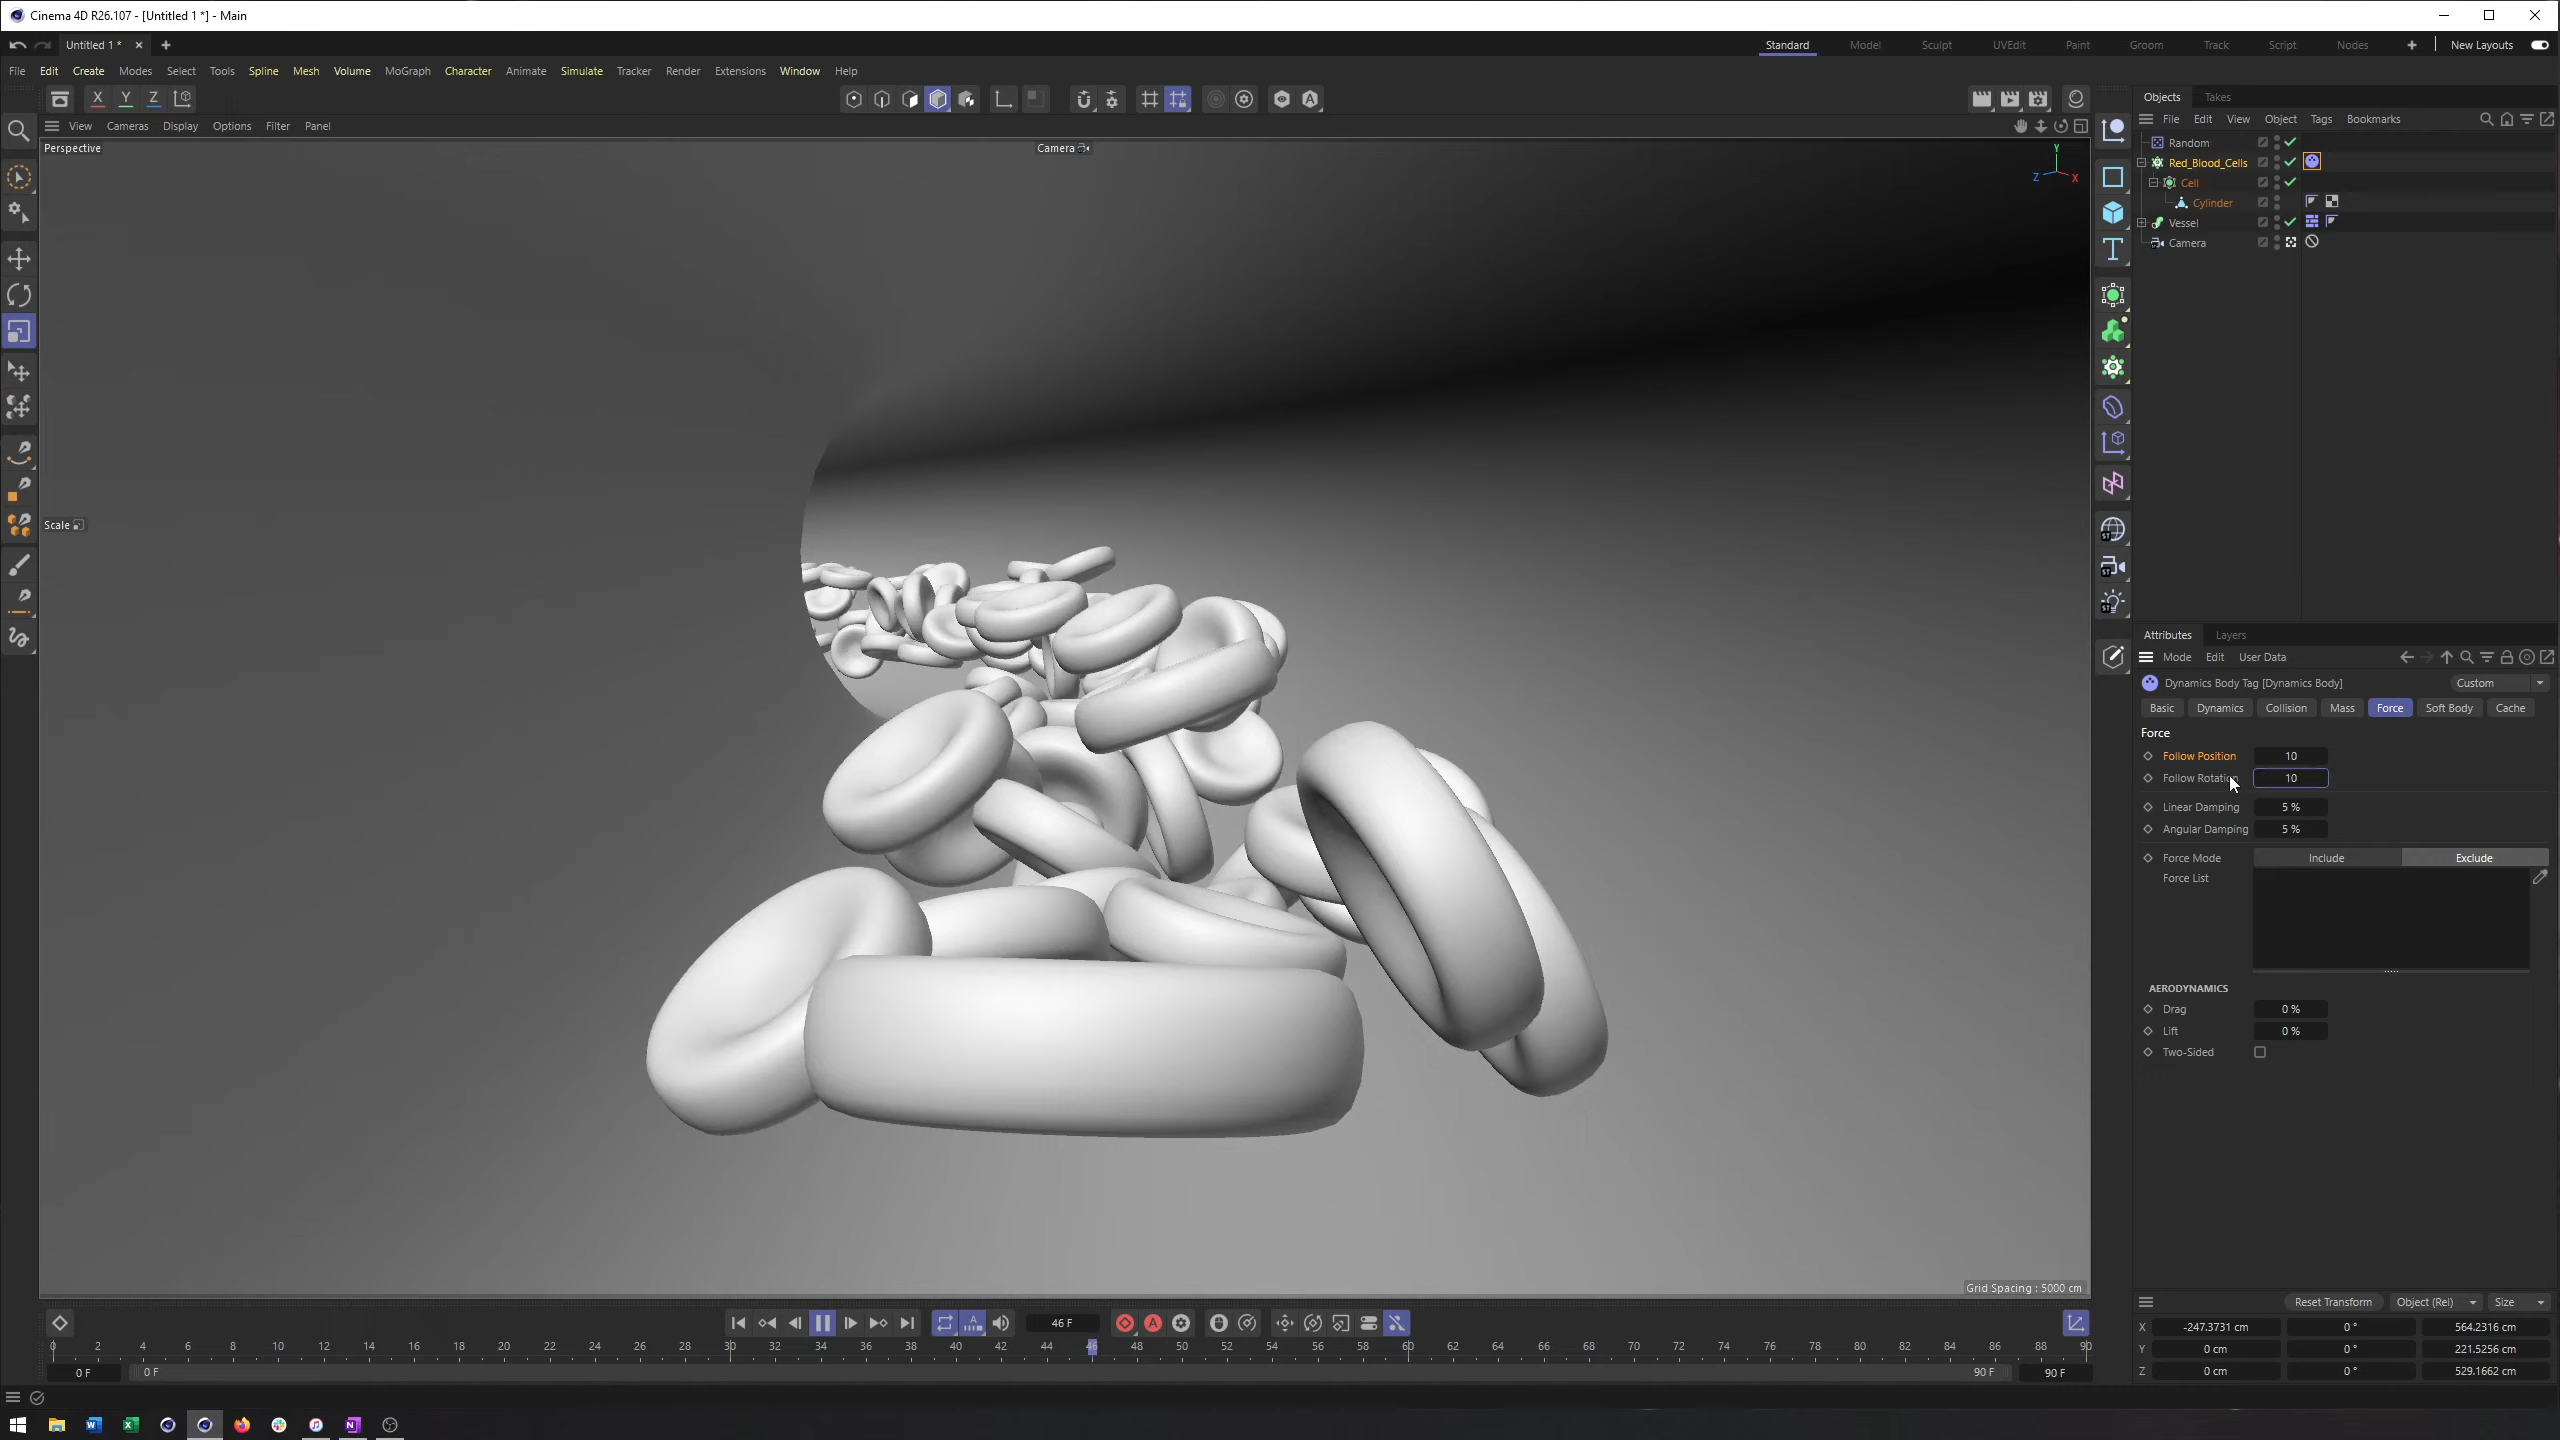 Cinema 4D R26.107 - [Untitled 1 *] - Main
Untitled 1 *
Standard Model Sculpt UVEdit Paint Groom Track Script Nodes New Layouts
File Edit Create Modes Select Tools Spline Mesh Volume MoGraph Character Animate Simulate Tracker Render Extensions Window Help
X Y Z
Objects Takes
View Cameras Display Options Filter Panel
File Edit View Object Tags Bookmarks
Perspective
Camera
Y
Z X
Random
Red_Blood_Cells
Cell
Cylinder
Vessel
Camera
Scale
Attributes Layers
Mode Edit User Data
Dynamics Body Tag [Dynamics Body] Custom
Basic Dynamics Collision Mass Force Soft Body Cache
Force
Follow Position 10
Follow Rotation 10
Linear Damping 5 %
Angular Damping 5 %
Force Mode Include Exclude
Force List
AERODYNAMICS
Drag 0 %
Lift 0 %
Two-Sided
Grid Spacing : 5000 cm
Reset Transform Object (Rel) Size
46 F
X -247.3731 cm 0 ° 564.2316 cm
0 2 4 6 8 10 12 14 16 18 20 22 24 26 28 30 32 34 36 38 40 42 44 46 48 50 52 54 56 58 60 62 64 66 68 70 72 74 76 78 80 82 84 86 88 90
Y 0 cm 0 ° 221.5256 cm
0 F 0 F 90 F 90 F
Z 0 cm 0 ° 529.1662 cm